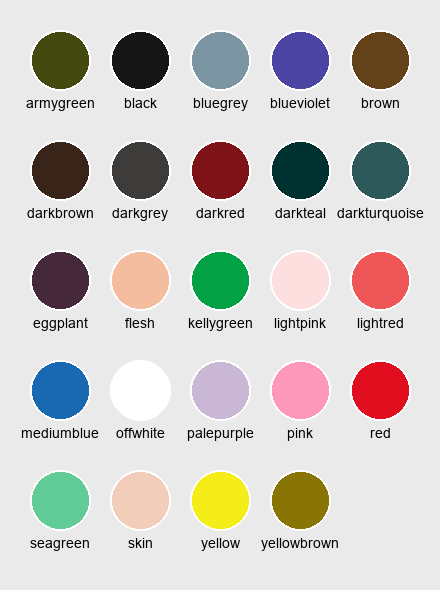 armygreen black bluegrey blueviolet brown
darkbrown darkgrey darkred darkteal darkturquoise
eggplant flesh kellygreen lightpink lightred
mediumblue offwhite palepurple pink red
seagreen skin yellow yellowbrown